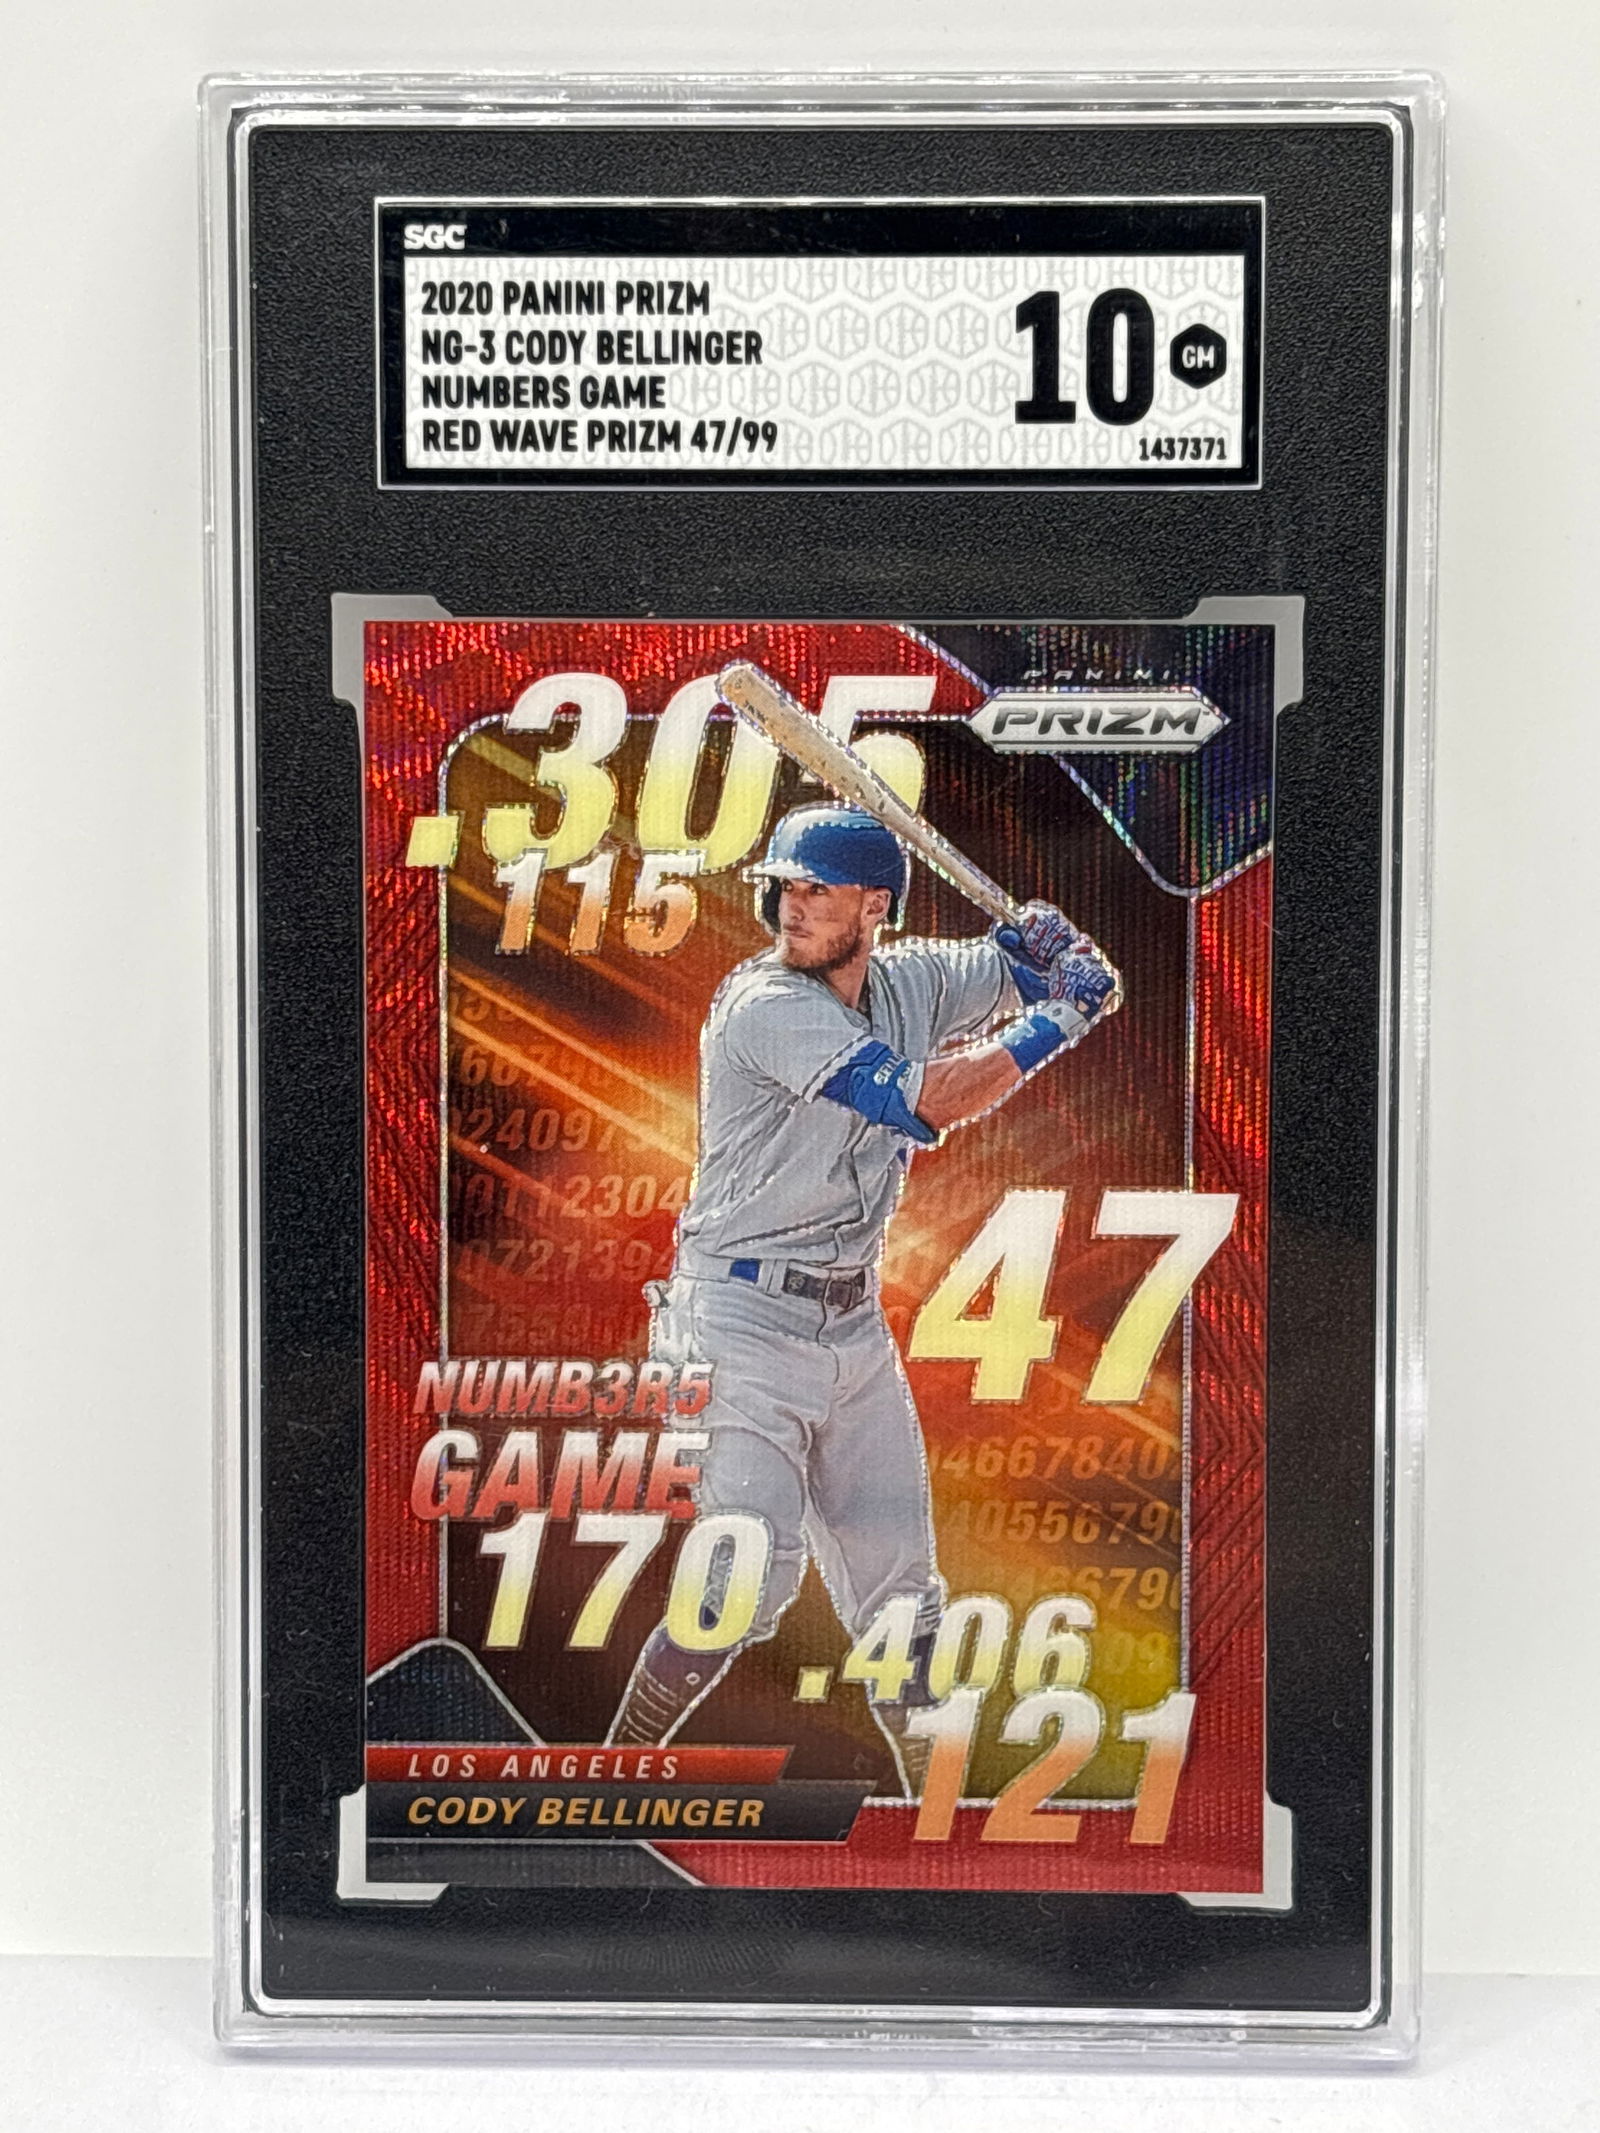 SGC
2020 PANINI PRIZM
NG-3 CODY BELLINGER
NUMBERS GAME
RED WAVE PRIZM 47/99
10 GM
1437371
PANINI
PRIZM
.305
115
47
NUMB3R5
GAME
170
.406
121
LOS ANGELES
CODY BELLINGER